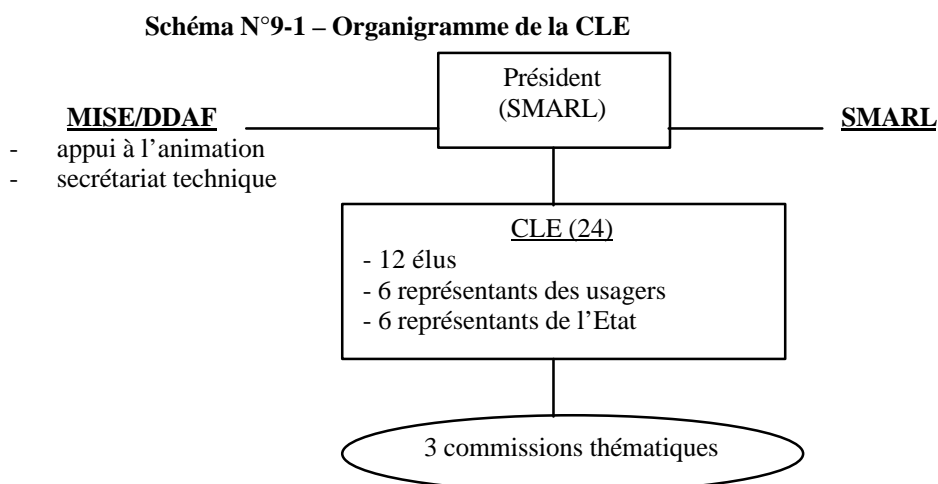 Schéma N°9-1 – Organigramme de la CLE
Président
(SMARL)
MISE/DDAF
- appui à l’animation
- secrétariat technique
SMARL
CLE (24)
- 12 élus
- 6 représentants des usagers
- 6 représentants de l’Etat
3 commissions thématiques